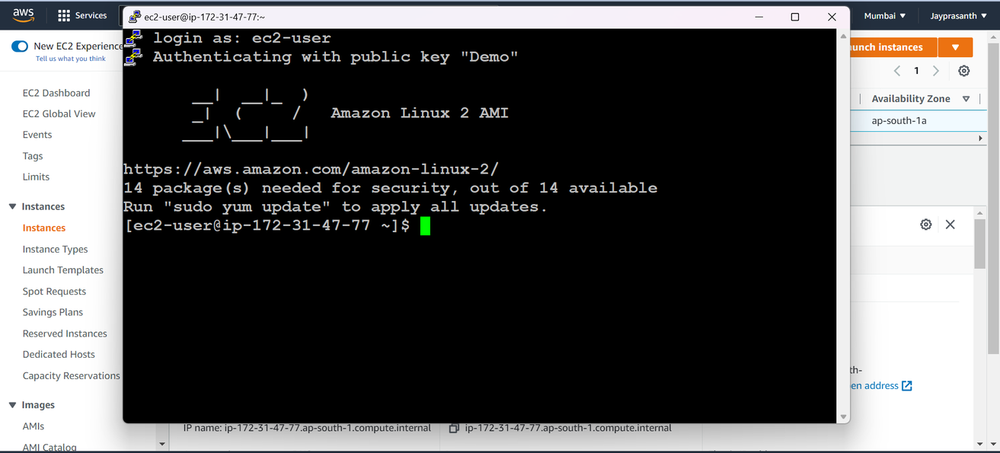 aws
Services
Mumbai
Jayprasanth
ec2-user@ip-172-31-47-77:~
New EC2 Experience
Tell us what you think
EC2 Dashboard
EC2 Global View
Events
Tags
Limits
Instances
Instances
Instance Types
Launch Templates
Spot Requests
Savings Plans
Reserved Instances
Dedicated Hosts
Capacity Reservations
Images
AMIs
AMI Catalog
login as: ec2-user
Authenticating with public key "Demo"
__|  __|_  )
_|  (     /   Amazon Linux 2 AMI
___|\___|___|
https://aws.amazon.com/amazon-linux-2/
14 package(s) needed for security, out of 14 available
Run "sudo yum update" to apply all updates.
[ec2-user@ip-172-31-47-77 ~]$
unch instances
1
Availability Zone
ap-south-1a
th-
en address
IP name: ip-172-31-47-77.ap-south-1.compute.internal
ip-172-31-47-77.ap-south-1.compute.internal